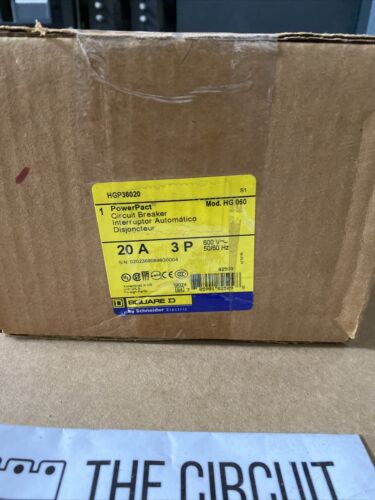 HGP36020
S1
1 PowerPact Mod. HG 060
Circuit Breaker
Interruptor Automático
Disjoncteur
20 A 3 P 600 V~
50/60 Hz
SQUARE D
by Schneider Electric
THE CIRCUIT